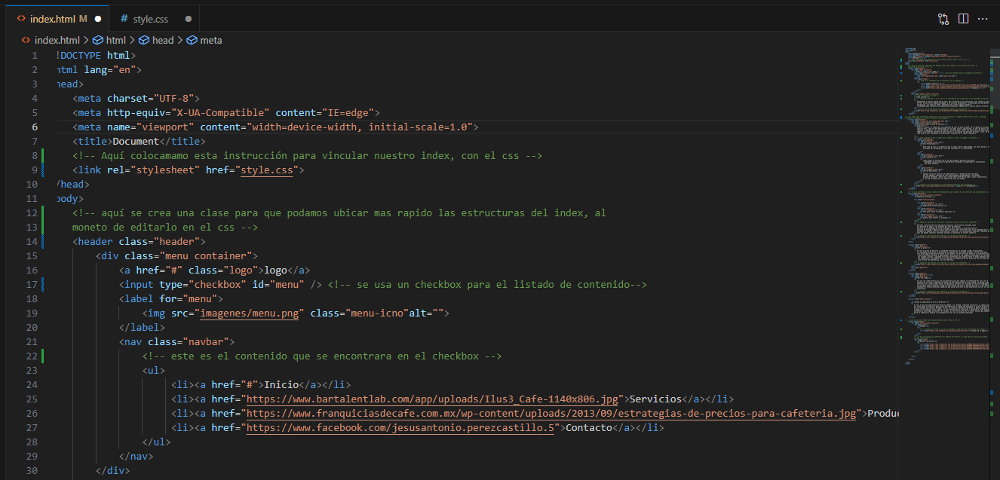 index.html M
style.css
index.html > html > head > meta
1 !DOCTYPE html>
2 html lang="en">
3 head>
4 <meta charset="UTF-8">
5 <meta http-equiv="X-UA-Compatible" content="IE=edge">
6 <meta name="viewport" content="width=device-width, initial-scale=1.0">
7 <title>Document</title>
8 <!-- Aquí colocamamo esta instrucción para vincular nuestro index, con el css -->
9 <link rel="stylesheet" href="style.css">
10 /head>
11 body>
12 <!-- aquí se crea una clase para que podamos ubicar mas rapido las estructuras del index, al
13 moneto de editarlo en el css -->
14 <header class="header">
15 <div class="menu container">
16 <a href="#" class="logo">logo</a>
17 <input type="checkbox" id="menu" /> <!-- se usa un checkbox para el listado de contenido-->
18 <label for="menu">
19 <img src="imagenes/menu.png" class="menu-icno"alt="">
20 </label>
21 <nav class="navbar">
22 <!-- este es el contenido que se encontrara en el checkbox -->
23 <ul>
24 <li><a href="#">Inicio</a></li>
25 <li><a href="https://www.bartalentlab.com/app/uploads/Ilus3_Cafe-1140x806.jpg">Servicios</a></li>
26 <li><a href="https://www.franquiciasdecafe.com.mx/wp-content/uploads/2013/09/estrategias-de-precios-para-cafeteria.jpg">Produc
27 <li><a href="https://www.facebook.com/jesusantonio.perezcastillo.5">Contacto</a></li>
28 </ul>
29 </nav>
30 </div>